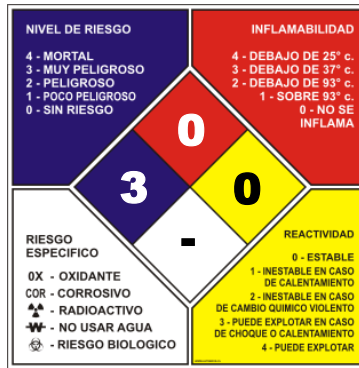 NIVEL DE RIESGO
4 - MORTAL
3 - MUY PELIGROSO
2 - PELIGROSO
1 - POCO PELIGROSO
0 - SIN RIESGO
INFLAMABILIDAD
4 - DEBAJO DE 25° c.
3 - DEBAJO DE 37° c.
2 - DEBAJO DE 93° c.
1 - SOBRE 93° c.
0 - NO SE
INFLAMA
0
3
0
-
RIESGO
ESPECIFICO
0X - OXIDANTE
COR - CORROSIVO
- RADIOACTIVO
W - NO USAR AGUA
- RIESGO BIOLOGICO
REACTIVIDAD
0 - ESTABLE
1 - INESTABLE EN CASO
DE CALENTAMIENTO
2 - INESTABLE EN CASO
DE CAMBIO QUIMICO VIOLENTO
3 - PUEDE EXPLOTAR EN CASO
DE CHOQUE O CALENTAMIENTO
4 - PUEDE EXPLOTAR